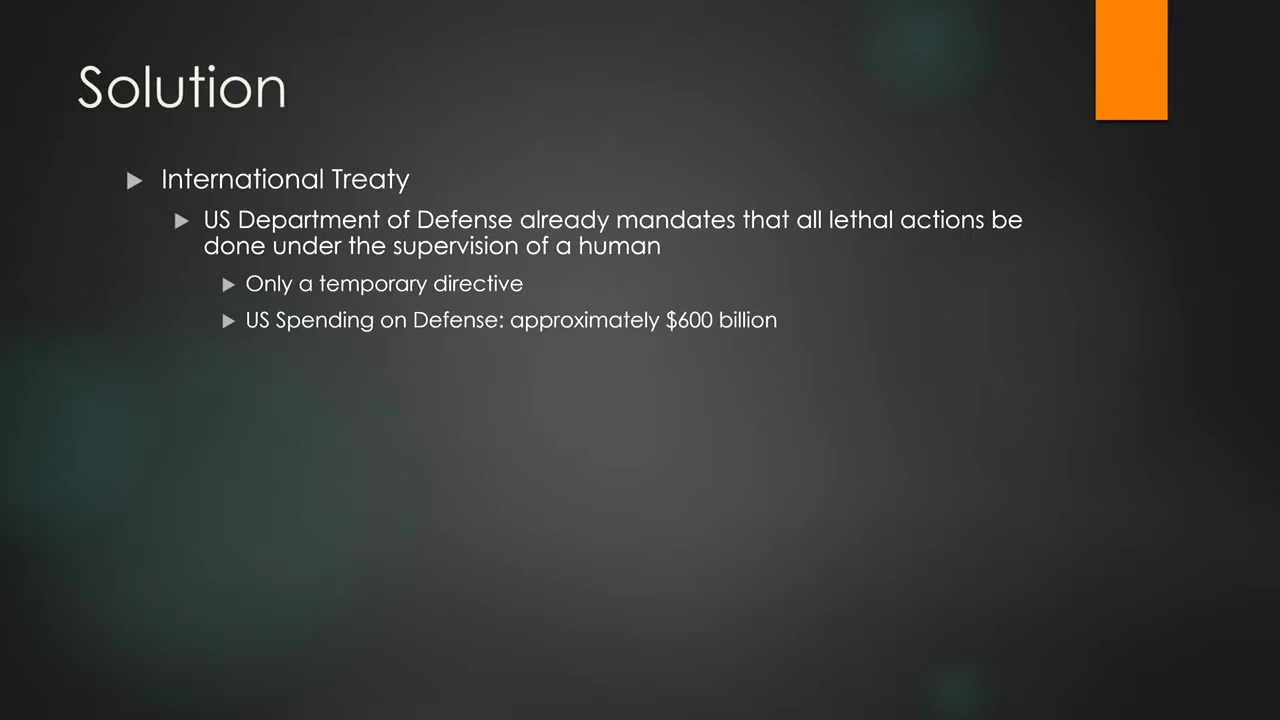 Solution
International Treaty
US Department of Defense already mandates that all lethal actions be
done under the supervision of a human
Only a temporary directive
US Spending on Defense: approximately $600 billion